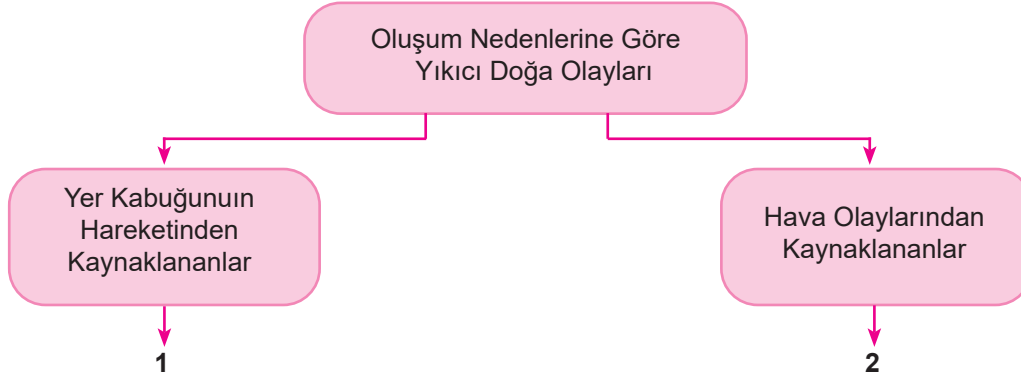 Oluşum Nedenlerine Göre
Yıkıcı Doğa Olayları
Yer Kabuğunuın
Hareketinden
Kaynaklananlar
Hava Olaylarından
Kaynaklananlar
1
2